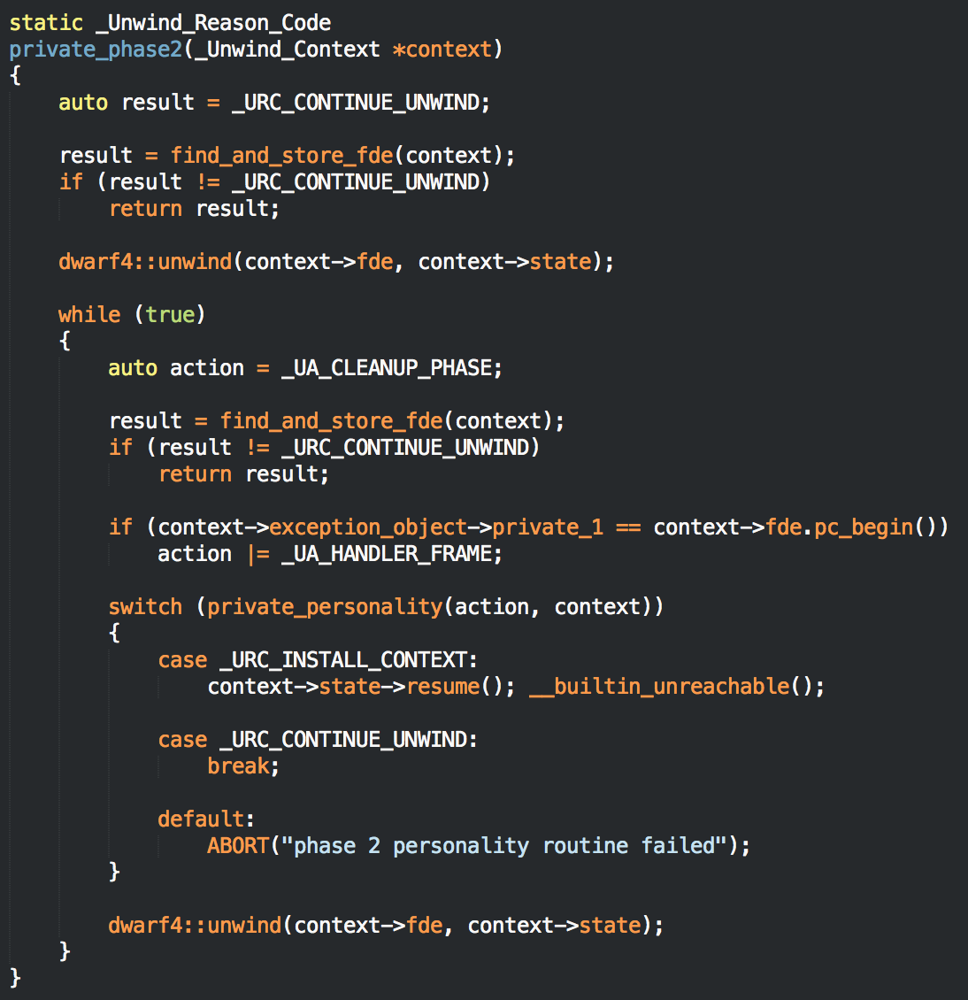 static _Unwind_Reason_Code
private_phase2(_Unwind_Context *context)
{
    auto result = _URC_CONTINUE_UNWIND;

    result = find_and_store_fde(context);
    if (result != _URC_CONTINUE_UNWIND)
        return result;

    dwarf4::unwind(context->fde, context->state);

    while (true)
    {
        auto action = _UA_CLEANUP_PHASE;

        result = find_and_store_fde(context);
        if (result != _URC_CONTINUE_UNWIND)
            return result;

        if (context->exception_object->private_1 == context->fde.pc_begin())
            action |= _UA_HANDLER_FRAME;

        switch (private_personality(action, context))
        {
            case _URC_INSTALL_CONTEXT:
                context->state->resume(); __builtin_unreachable();

            case _URC_CONTINUE_UNWIND:
                break;

            default:
                ABORT("phase 2 personality routine failed");
        }

        dwarf4::unwind(context->fde, context->state);
    }
}